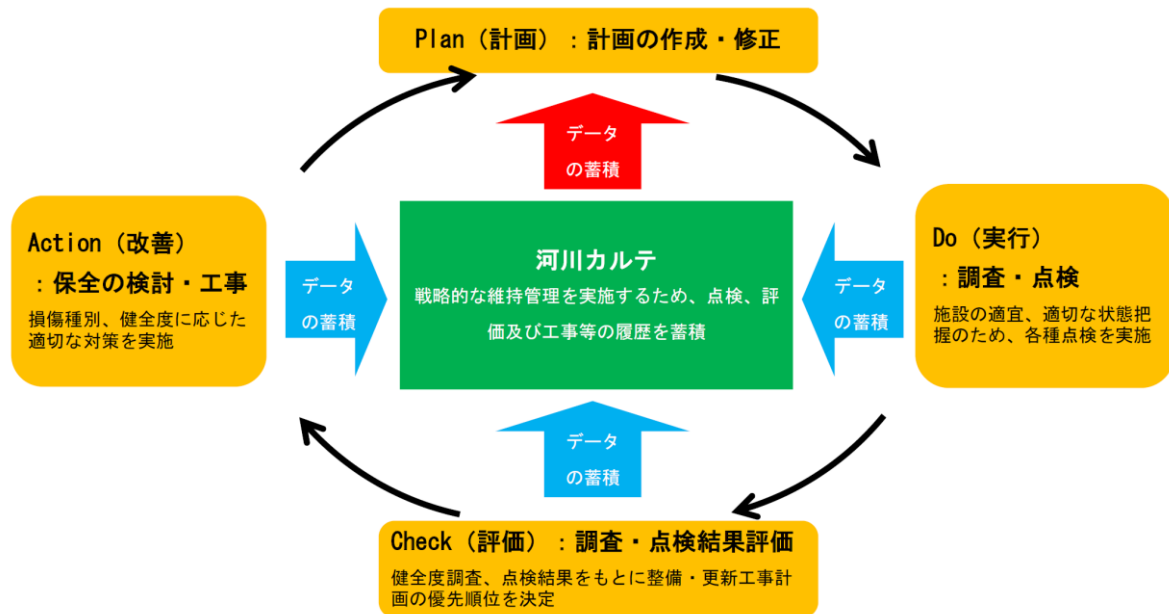 Plan（計画）：計画の作成・修正
データ
の蓄積
Action（改善）
：保全の検討・工事
損傷種別、健全度に応じた
適切な対策を実施
データ
の蓄積
河川カルテ
戦略的な維持管理を実施するため、点検、評
価及び工事等の履歴を蓄積
データ
の蓄積
Do（実行）
：調査・点検
施設の適宜、適切な状態把
握のため、各種点検を実施
データ
の蓄積
Check（評価）：調査・点検結果評価
健全度調査、点検結果をもとに整備・更新工事計
画の優先順位を決定